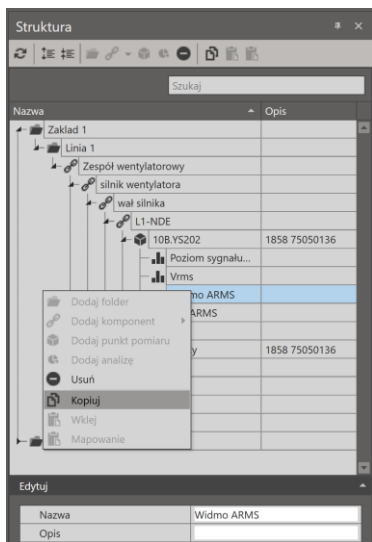 Struktura
Szukaj
Nazwa Opis
Zaklad 1
Linia 1
Zespół wentylatorowy
silnik wentylatora
wał silnika
L1-NDE
10B.YS202 1858 75050136
Poziom sygnału...
Vrms
mo ARMS
ARMS
y 1858 75050136
Dodaj folder
Dodaj komponent
Dodaj punkt pomiaru
Dodaj analizę
Usuń
Kopiuj
Wklej
Mapowanie
Edytuj
Nazwa Widmo ARMS
Opis